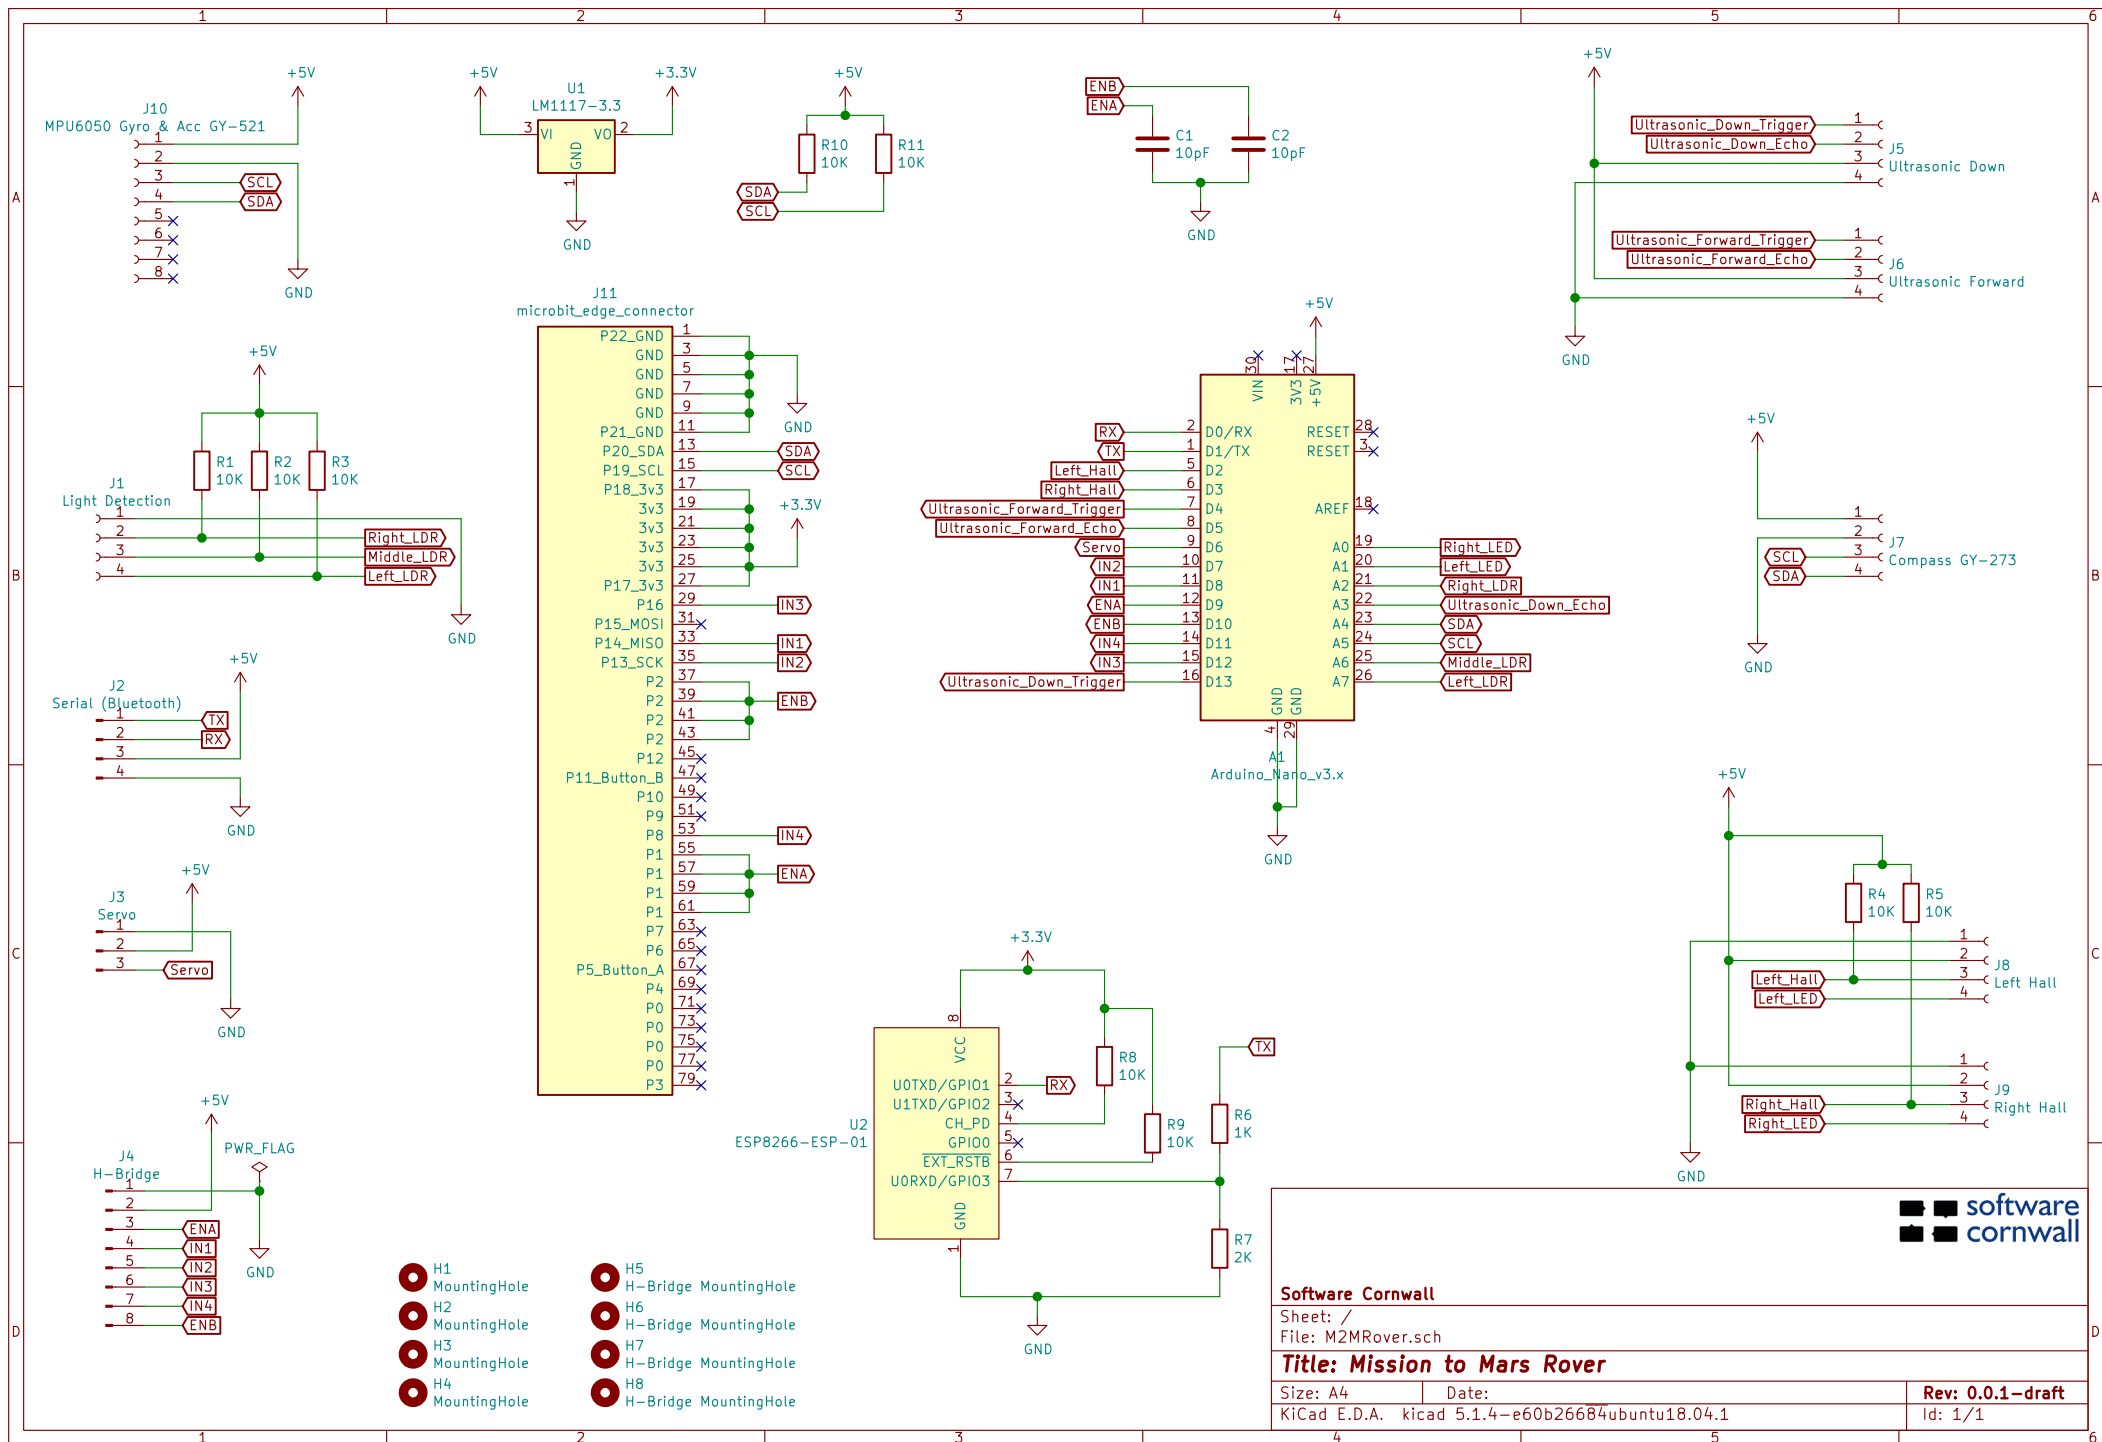 1 2 3 4 5 6
A
B
C
D
A
B
C
D
1 2 3 4 5 6
+5V
J10
MPU6050 Gyro & Acc GY-521
1
2
3 SCL
4 SDA
5
6
7
8
GND
+5V
U1
LM1117-3.3
+3.3V
3 VI VO 2
GND
1
GND
+5V
R10
10K
R11
10K
SDA
SCL
ENB
ENA
C1
10pF
C2
10pF
GND
+5V
Ultrasonic_Down_Trigger 1
Ultrasonic_Down_Echo 2
3
4
J5
Ultrasonic Down
Ultrasonic_Forward_Trigger 1
Ultrasonic_Forward_Echo 2
3
4
J6
Ultrasonic Forward
GND
+5V
R1
10K
R2
10K
R3
10K
J1
Light Detection
1
2 Right_LDR
3 Middle_LDR
4 Left_LDR
GND
J11
microbit_edge_connector
P22_GND 1
GND 3
GND 5
GND 7
GND 9
P21_GND 11
GND
P20_SDA 13 SDA
P19_SCL 15 SCL
P18_3v3 17
3v3 19
3v3 21
3v3 23
3v3 25
P17_3v3 27
+3.3V
P16 29 IN3
P15_MOSI 31
P14_MISO 33 IN1
P13_SCK 35 IN2
P2 37
P2 39 ENB
P2 41
P2 43
P12 45
P11_Button_B 47
P10 49
P9 51
P8 53 IN4
P1 55
P1 57 ENA
P1 59
P1 61
P7 63
P6 65
P5_Button_A 67
P4 69
P0 71
P0 73
P0 75
P0 77
P3 79
+5V
30 17 27
VIN 3V3 +5V
RX 2 D0/RX
TX 1 D1/TX
Left_Hall 5 D2
Right_Hall 6 D3
Ultrasonic_Forward_Trigger 7 D4
Ultrasonic_Forward_Echo 8 D5
Servo 9 D6
IN2 10 D7
IN1 11 D8
ENA 12 D9
ENB 13 D10
IN4 14 D11
IN3 15 D12
Ultrasonic_Down_Trigger 16 D13
RESET 28
RESET 3
AREF 18
A0 19 Right_LED
A1 20 Left_LED
A2 21 Right_LDR
A3 22 Ultrasonic_Down_Echo
A4 23 SDA
A5 24 SCL
A6 25 Middle_LDR
A7 26 Left_LDR
GND GND
4 29
A1
Arduino_Nano_v3.x
GND
+5V
1
2
SCL 3
SDA 4
J7
Compass GY-273
GND
+5V
J2
Serial (Bluetooth)
1 TX
2 RX
3
4
GND
+5V
J3
Servo
1
2
3 Servo
GND
+5V
PWR_FLAG
J4
H-Bridge
1
2
3 ENA
4 IN1
5 IN2
6 IN3
7 IN4
8 ENB
GND
+3.3V
8
VCC
U2
ESP8266-ESP-01
U0TXD/GPIO1 2 RX
U1TXD/GPIO2 3
CH_PD 4
GPIO0 5
EXT_RSTB 6
U0RXD/GPIO3 7
GND
1
R8
10K
R9
10K
TX
R6
1K
R7
2K
GND
+5V
R4
10K
R5
10K
1
2
Left_Hall 3
Left_LED 4
J8
Left Hall
1
2
Right_Hall 3
Right_LED 4
J9
Right Hall
GND
H1
MountingHole
H2
MountingHole
H3
MountingHole
H4
MountingHole
H5
H-Bridge MountingHole
H6
H-Bridge MountingHole
H7
H-Bridge MountingHole
H8
H-Bridge MountingHole
software
cornwall
Software Cornwall
Sheet: /
File: M2MRover.sch
Title: Mission to Mars Rover
Size: A4 Date: Rev: 0.0.1-draft
KiCad E.D.A. kicad 5.1.4-e60b26684ubuntu18.04.1 Id: 1/1